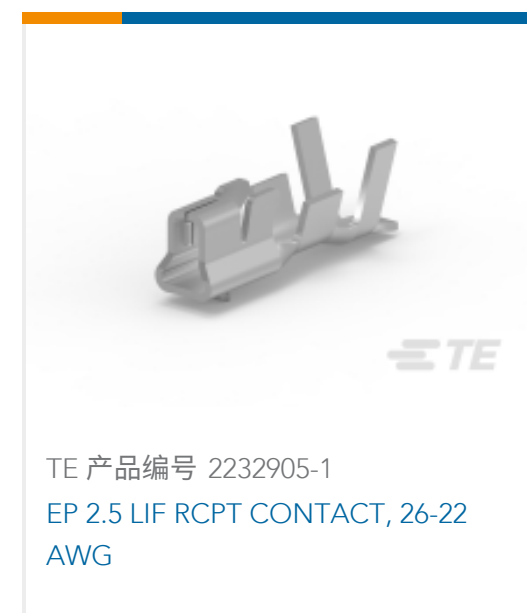 TE
TE 产品编号 2232905-1
EP 2.5 LIF RCPT CONTACT, 26-22
AWG